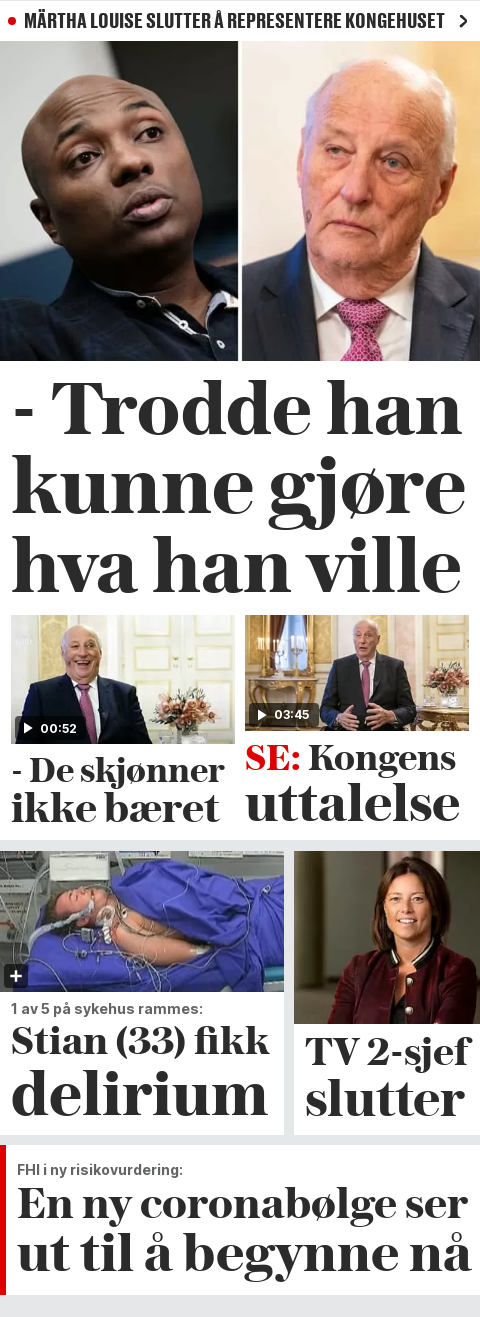 MÄRTHA LOUISE SLUTTER Å REPRESENTERE KONGEHUSET
- Trodde han
kunne gjøre
hva han ville
00:52
- De skjønner
ikke bæret
03:45
SE: Kongens
uttalelse
1 av 5 på sykehus rammes:
Stian (33) fikk
delirium
TV 2-sjef
slutter
FHI i ny risikovurdering:
En ny coronabølge ser
ut til å begynne nå